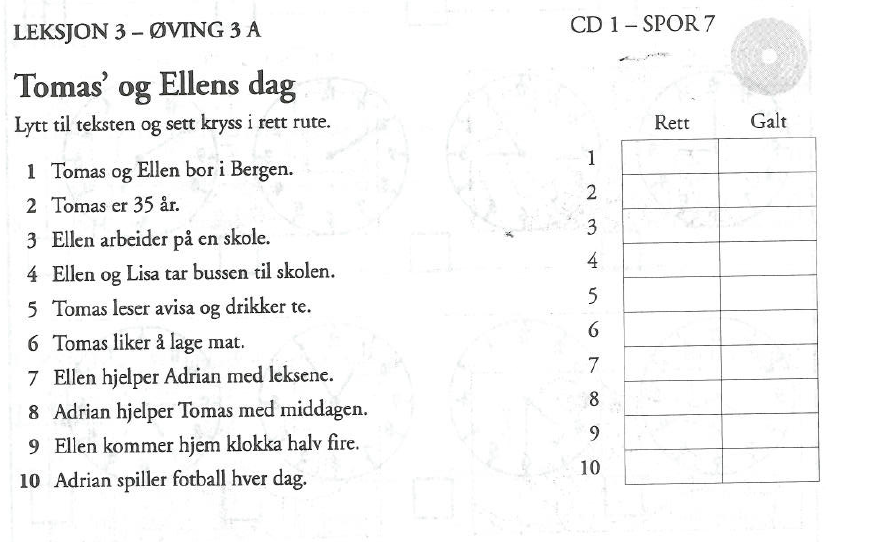 LEKSJON 3 – ØVING 3 A
CD 1 – SPOR 7
Tomas’ og Ellens dag
Lytt til teksten og sett kryss i rett rute.
Rett Galt
1 Tomas og Ellen bor i Bergen. 1
2 Tomas er 35 år. 2
3 Ellen arbeider på en skole. 3
4 Ellen og Lisa tar bussen til skolen. 4
5 Tomas leser avisa og drikker te. 5
6 Tomas liker å lage mat. 6
7 Ellen hjelper Adrian med leksene. 7
8 Adrian hjelper Tomas med middagen. 8
9 Ellen kommer hjem klokka halv fire. 9
10 Adrian spiller fotball hver dag. 10